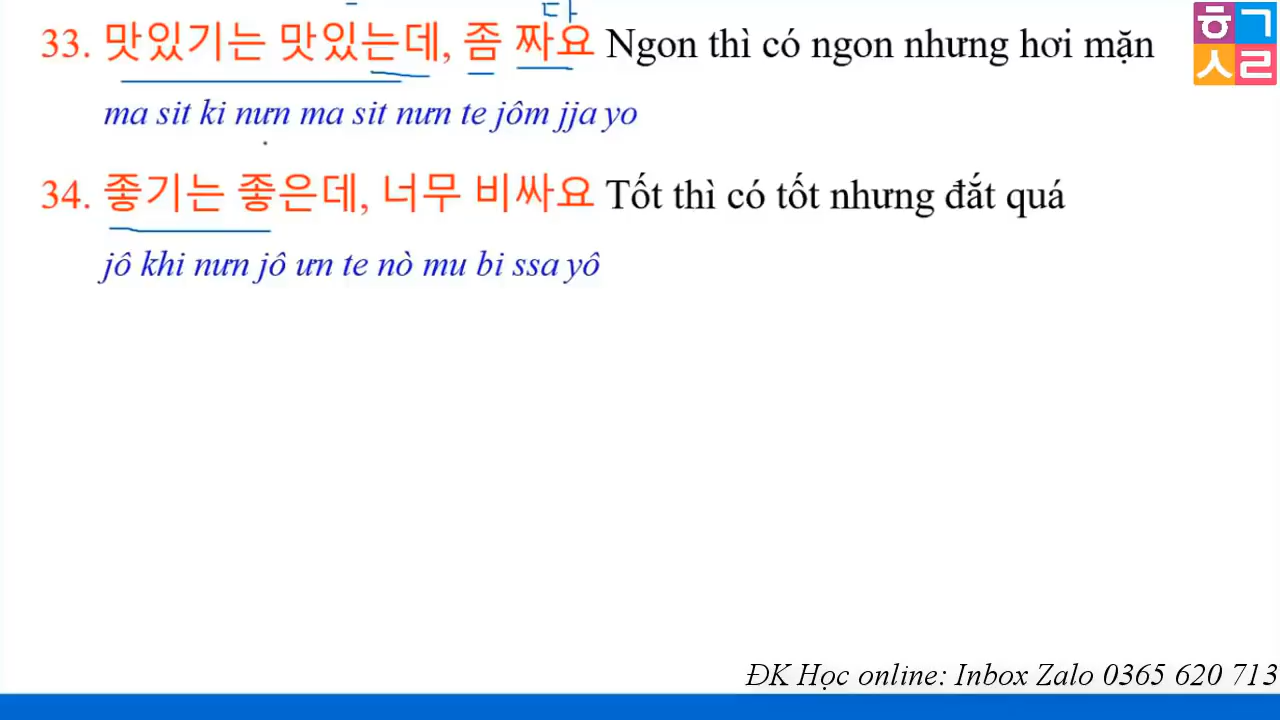 다
33. 맛있기는 맛있는데, 좀 짜요 Ngon thì có ngon nhưng hơi mặn
ma sit ki nưn ma sit nưn te jôm jja yo
34. 좋기는 좋은데, 너무 비싸요 Tốt thì có tốt nhưng đắt quá
jô khi nưn jô ưn te nò mu bi ssa yô
ㅎㄱ
ㅅㄹ
ĐK Học online: Inbox Zalo 0365 620 713